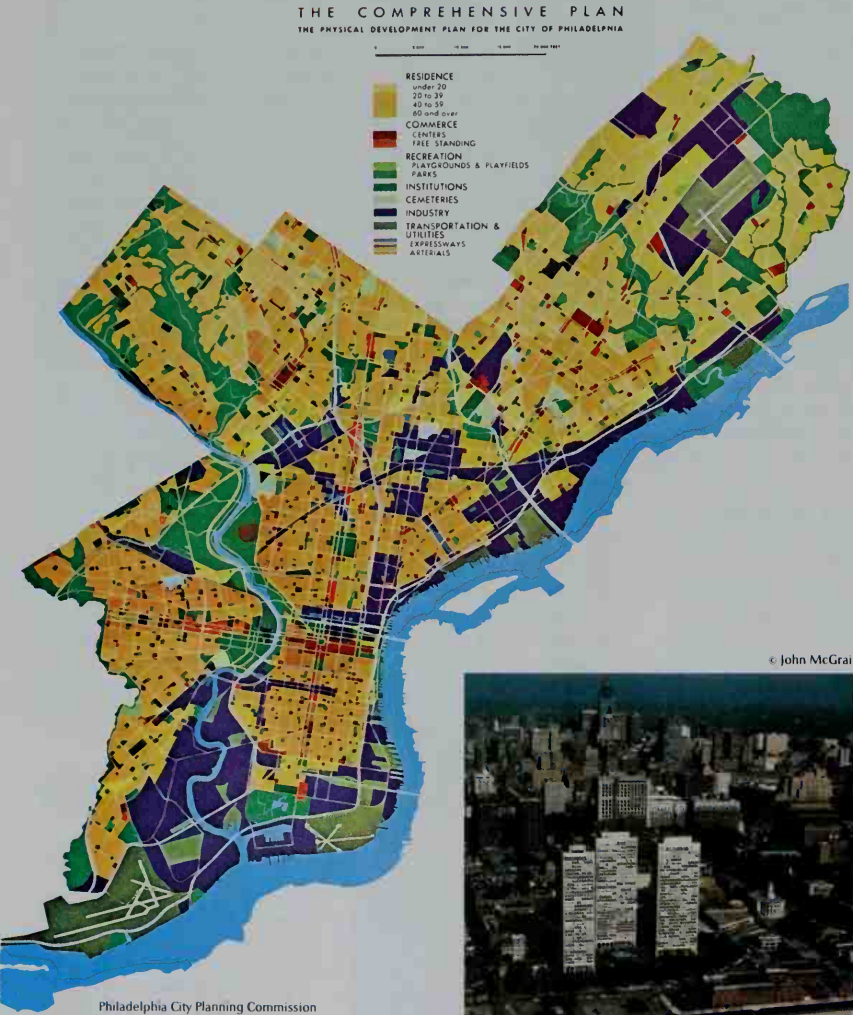 THE COMPREHENSIVE PLAN
THE PHYSICAL DEVELOPMENT PLAN FOR THE CITY OF PHILADELPHIA
RESIDENCE
under 20
20 to 39
40 to 59
60 and over
COMMERCE
CENTERS
FREE STANDING
RECREATION
PLAYGROUNDS & PLAYFIELDS
PARKS
INSTITUTIONS
CEMETERIES
INDUSTRY
TRANSPORTATION &
UTILITIES
EXPRESSWAYS
ARTERIALS
© John McGrai
Philadelphia City Planning Commission